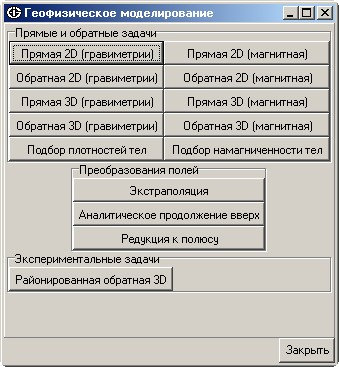 Геофизическое моделирование
Прямые и обратные задачи
Прямая 2D (гравиметрии) Прямая 2D (магнитная)
Обратная 2D (гравиметрии) Обратная 2D (магнитная)
Прямая 3D (гравиметрии) Прямая 3D (магнитная)
Обратная 3D (гравиметрии) Обратная 3D (магнитная)
Подбор плотностей тел Подбор намагниченности тел
Преобразования полей
Экстраполяция
Аналитическое продолжение вверх
Редукция к полюсу
Экспериментальные задачи
Районированная обратная 3D
Закрыть